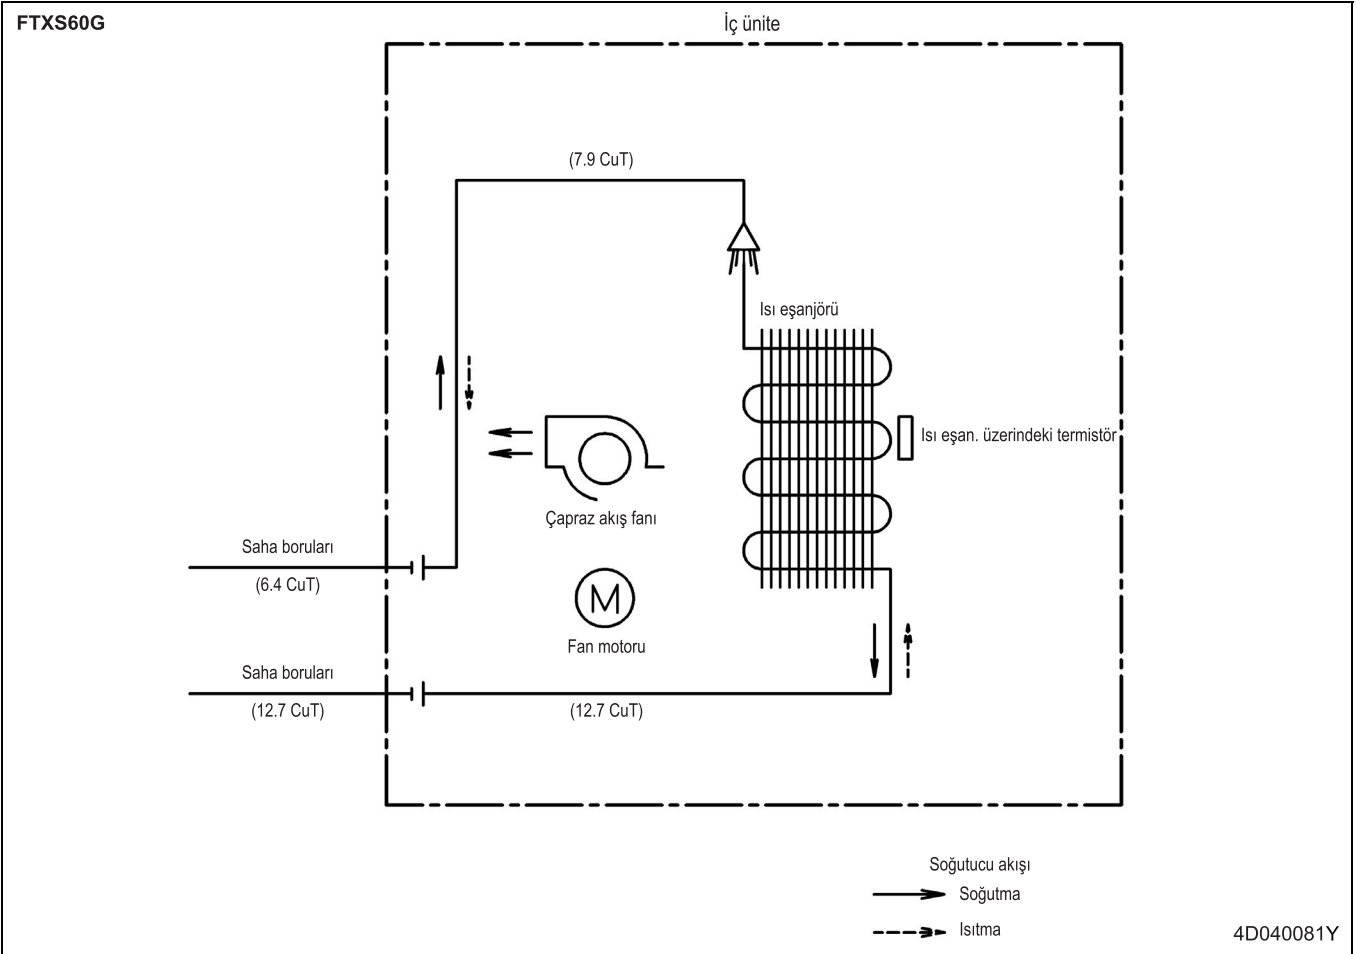 FTXS60G
İç ünite
(7.9 CuT)
Isı eşanjörü
Isı eşan. üzerindeki termistör
Çapraz akış fanı
Saha boruları
(6.4 CuT)
M
Fan motoru
Saha boruları
(12.7 CuT)
(12.7 CuT)
Soğutucu akışı
Soğutma
Isıtma
4D040081Y